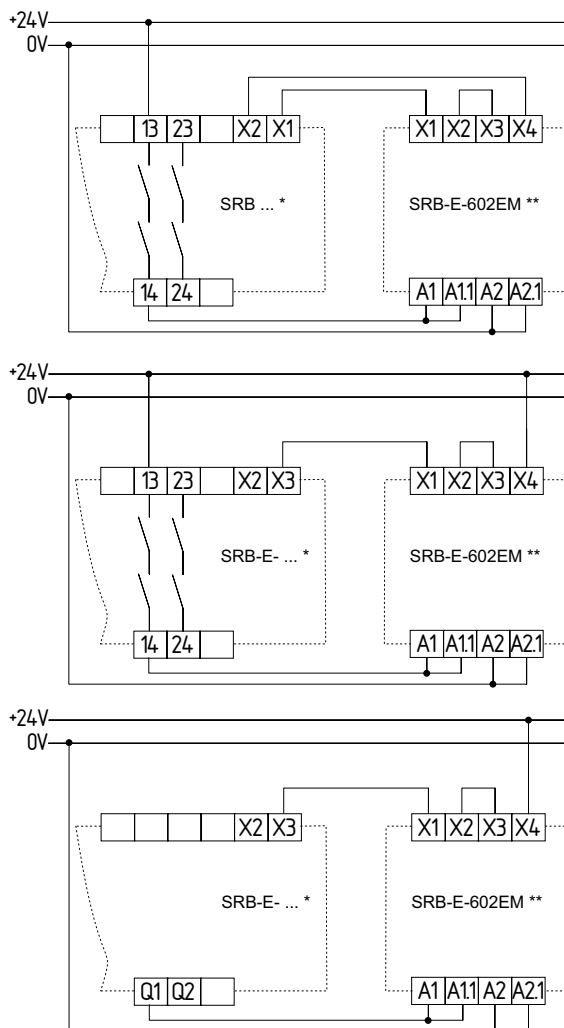 +24V
0V
13 23 X2 X1 X1 X2 X3 X4
SRB ... * SRB-E-602EM **
14 24 A1 A1.1 A2 A2.1
+24V
0V
13 23 X2 X3 X1 X2 X3 X4
SRB-E- ... * SRB-E-602EM **
14 24 A1 A1.1 A2 A2.1
+24V
0V
X2 X3 X1 X2 X3 X4
SRB-E- ... * SRB-E-602EM **
Q1 Q2 A1 A1.1 A2 A2.1